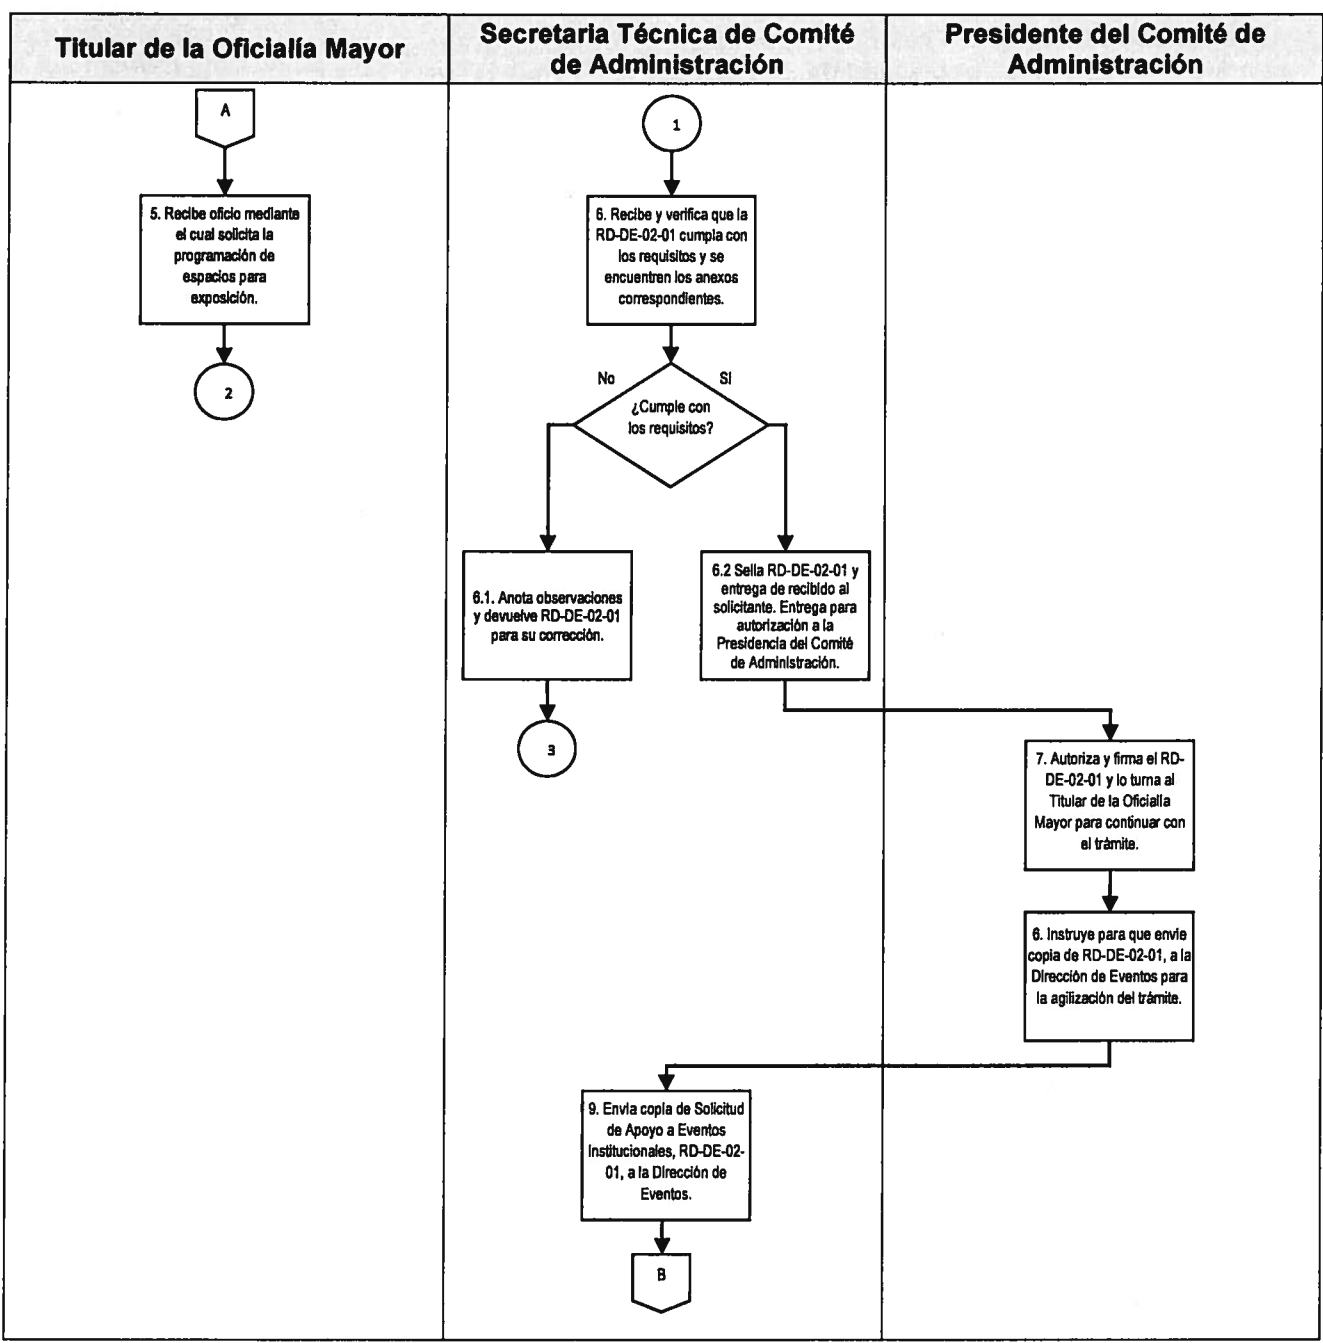 Titular de la Oficialía Mayor
Secretaria Técnica de Comité
de Administración
Presidente del Comité de
Administración
A
5. Recibe oficio mediante
el cual solicita la
programación de
espacios para
exposición.
2
1
6. Recibe y verifica que la
RD-DE-02-01 cumpla con
los requisitos y se
encuentren los anexos
correspondientes.
No
Sí
¿Cumple con
los requisitos?
6.1. Anota observaciones
y devuelve RD-DE-02-01
para su corrección.
3
6.2 Sella RD-DE-02-01 y
entrega de recibido al
solicitante. Entrega para
autorización a la
Presidencia del Comité
de Administración.
7. Autoriza y firma el RD-
DE-02-01 y lo turna al
Titular de la Oficialía
Mayor para continuar con
el trámite.
6. Instruye para que envíe
copia de RD-DE-02-01, a la
Dirección de Eventos para
la agilización del trámite.
9. Envía copia de Solicitud
de Apoyo a Eventos
Institucionales, RD-DE-02-
01, a la Dirección de
Eventos.
B